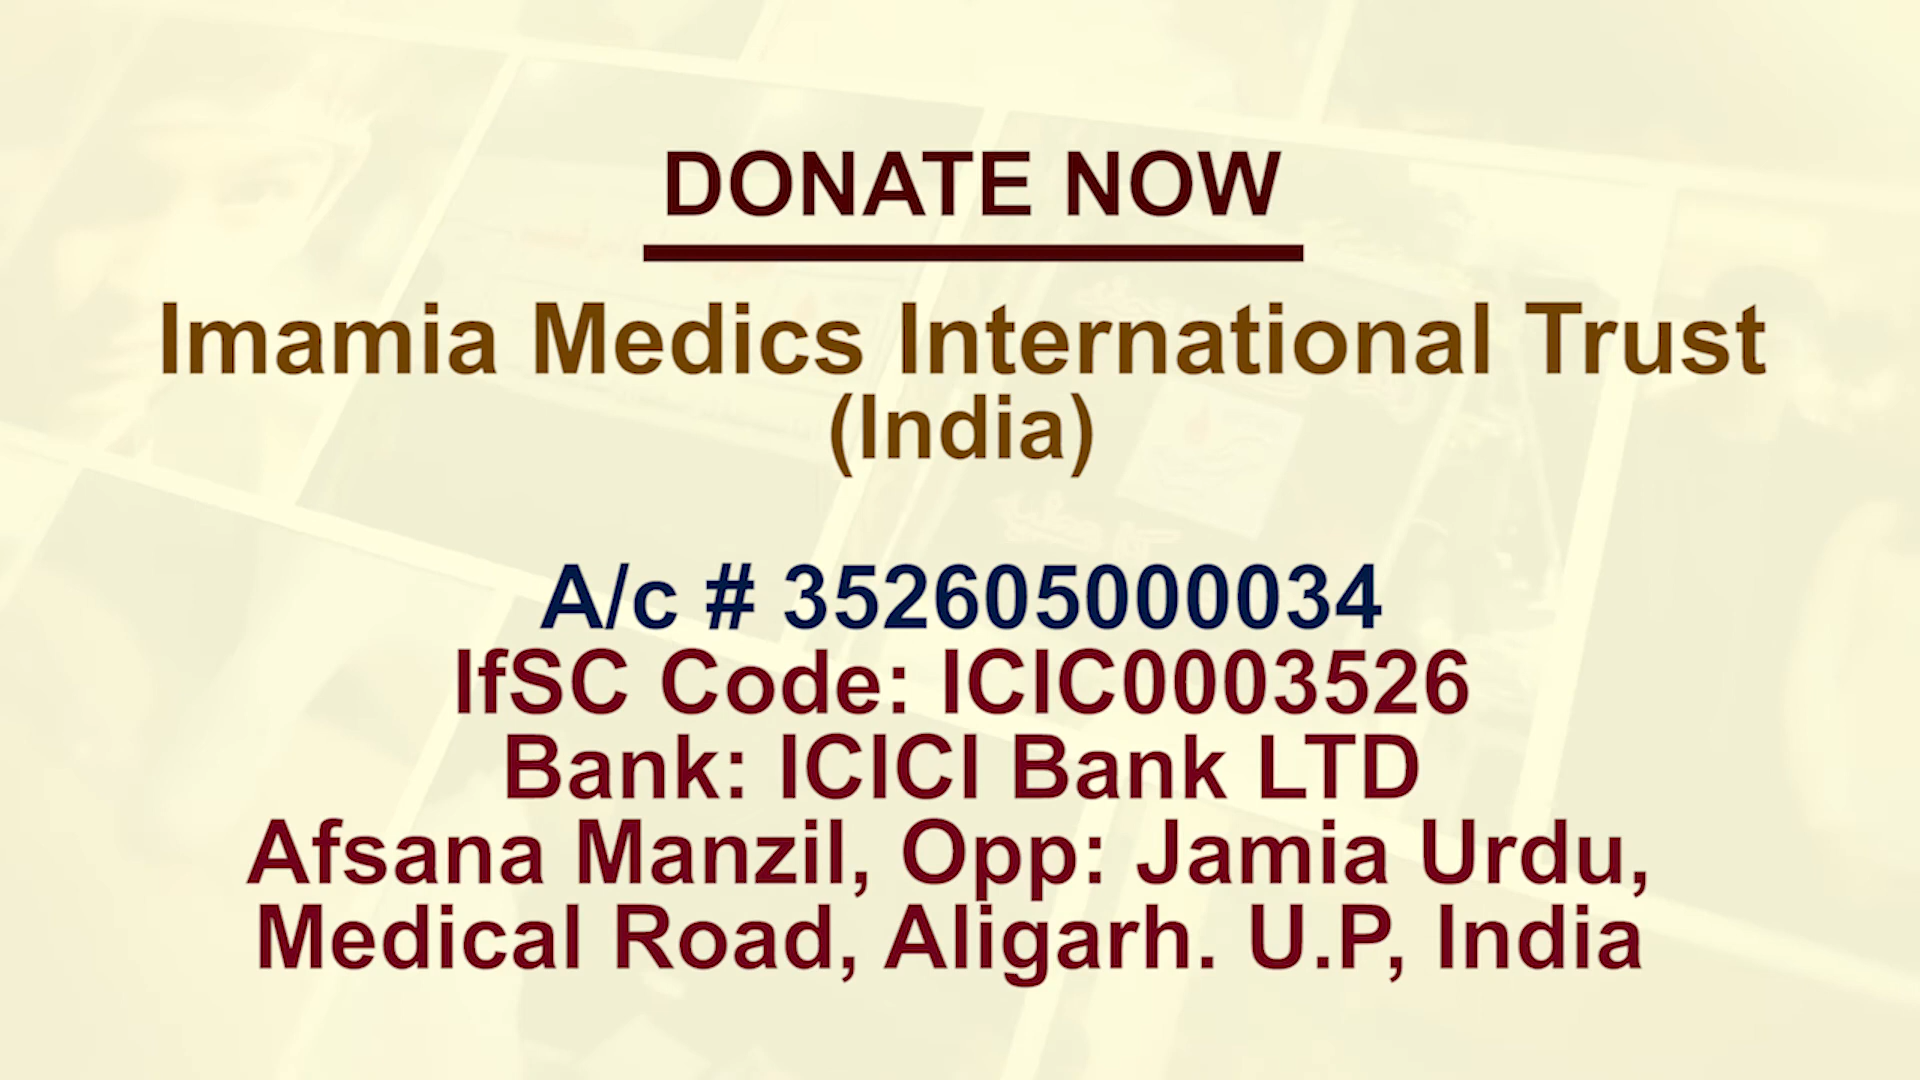 DONATE NOW
Imamia Medics International Trust
(India)
A/c # 352605000034
IfSC Code: ICIC0003526
Bank: ICICI Bank LTD
Afsana Manzil, Opp: Jamia Urdu,
Medical Road, Aligarh. U.P, India